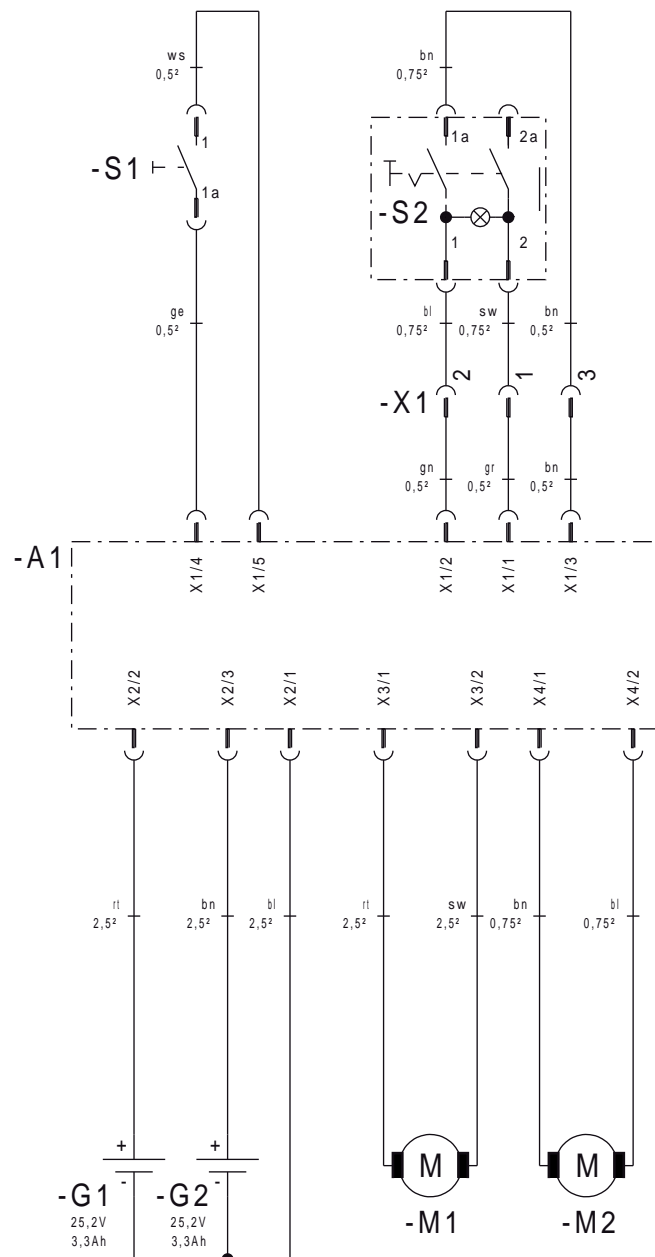 ws
0,5²
bn
0,75²
1
1a
2a
-S1
1a
-S2
1
2
ge
0,5²
bl
0,75²
sw
0,75²
bn
0,5²
2
1
3
-X1
gn
0,5²
gr
0,5²
bn
0,5²
-A1
X1/4
X1/5
X1/2
X1/1
X1/3
X2/2
X2/3
X2/1
X3/1
X3/2
X4/1
X4/2
rt
2,5²
bn
2,5²
bl
2,5²
rt
2,5²
sw
2,5²
bn
0,75²
bl
0,75²
+
+
M
M
-
-
-G1
-G2
-M1
-M2
25,2V
3,3Ah
25,2V
3,3Ah